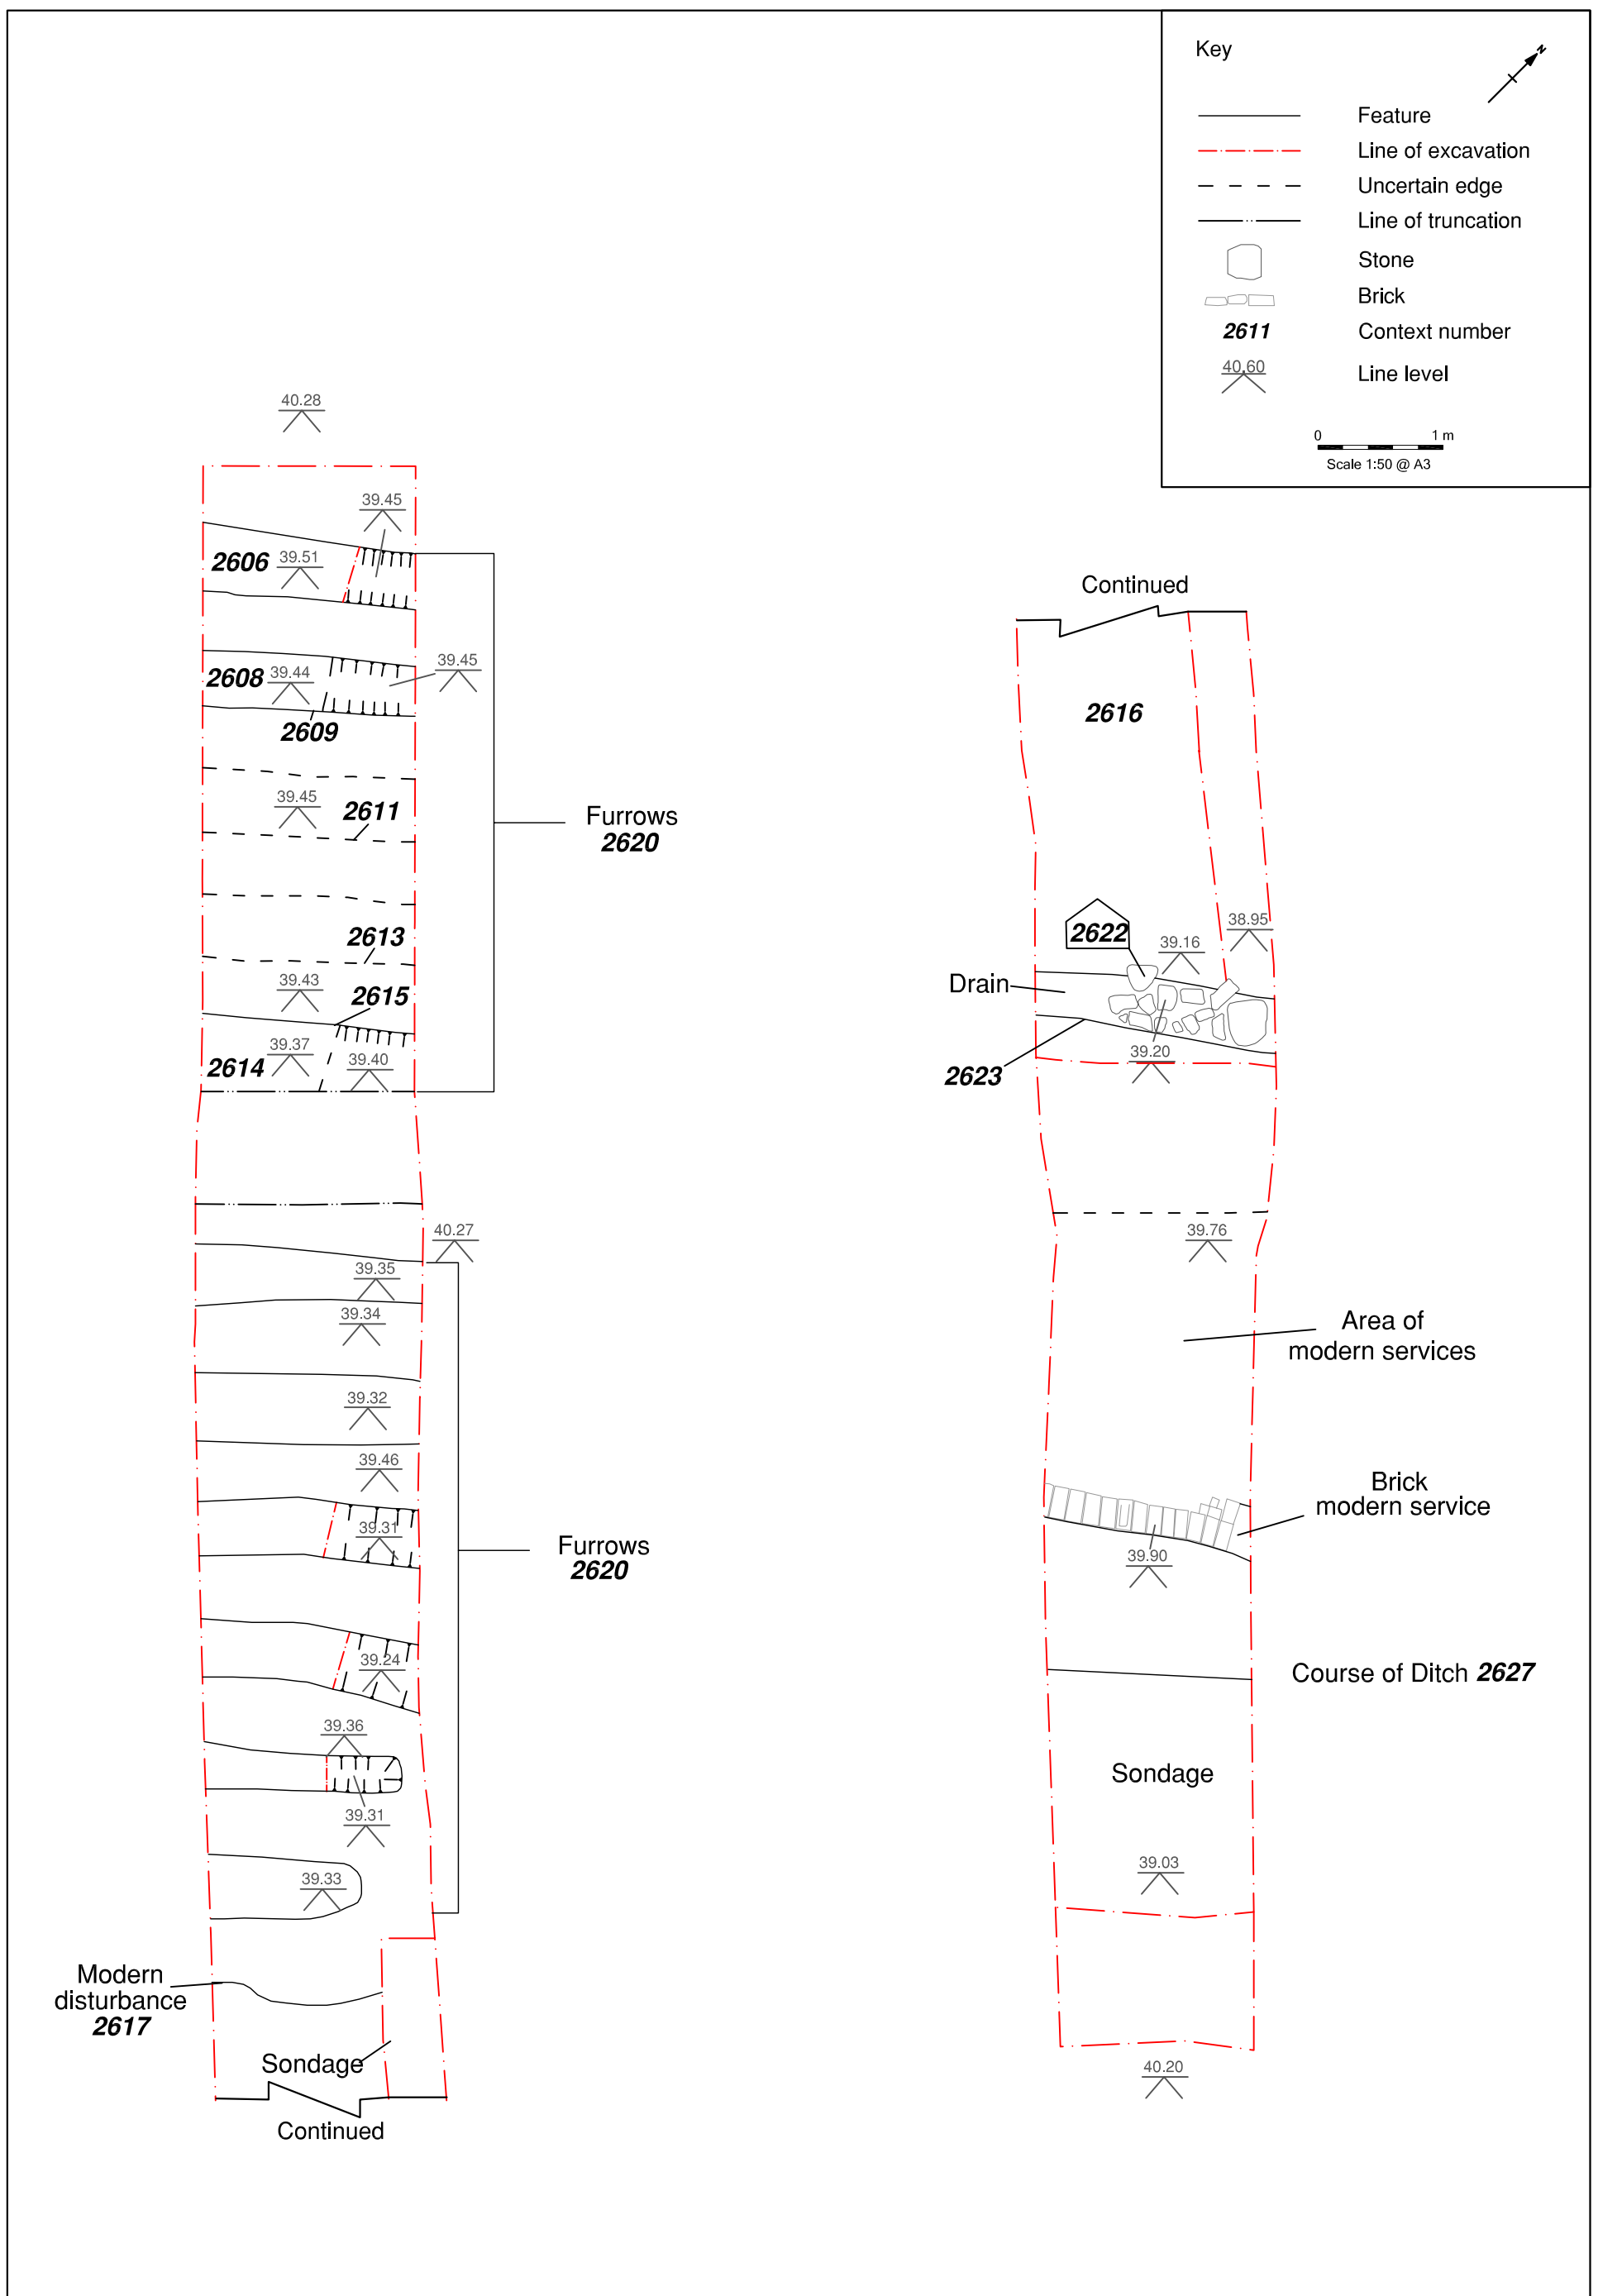 Key
N
Feature
Line of excavation
Uncertain edge
Line of truncation
Stone
Brick
2611 Context number
40.60 Line level
0 1 m
Scale 1:50 @ A3
40.28
39.45
2606 39.51
39.45
2608 39.44
2609
39.45
2611
Furrows
2620
2613
39.43
2615
39.37
2614
39.40
40.27
39.35
39.34
39.32
39.46
39.31
Furrows
2620
39.24
39.36
39.31
39.33
Modern
disturbance
2617
Sondage
Continued
Continued
2616
2622
38.95
39.16
Drain
39.20
2623
39.76
Area of
modern services
Brick
modern service
39.90
Course of Ditch 2627
Sondage
39.03
40.20